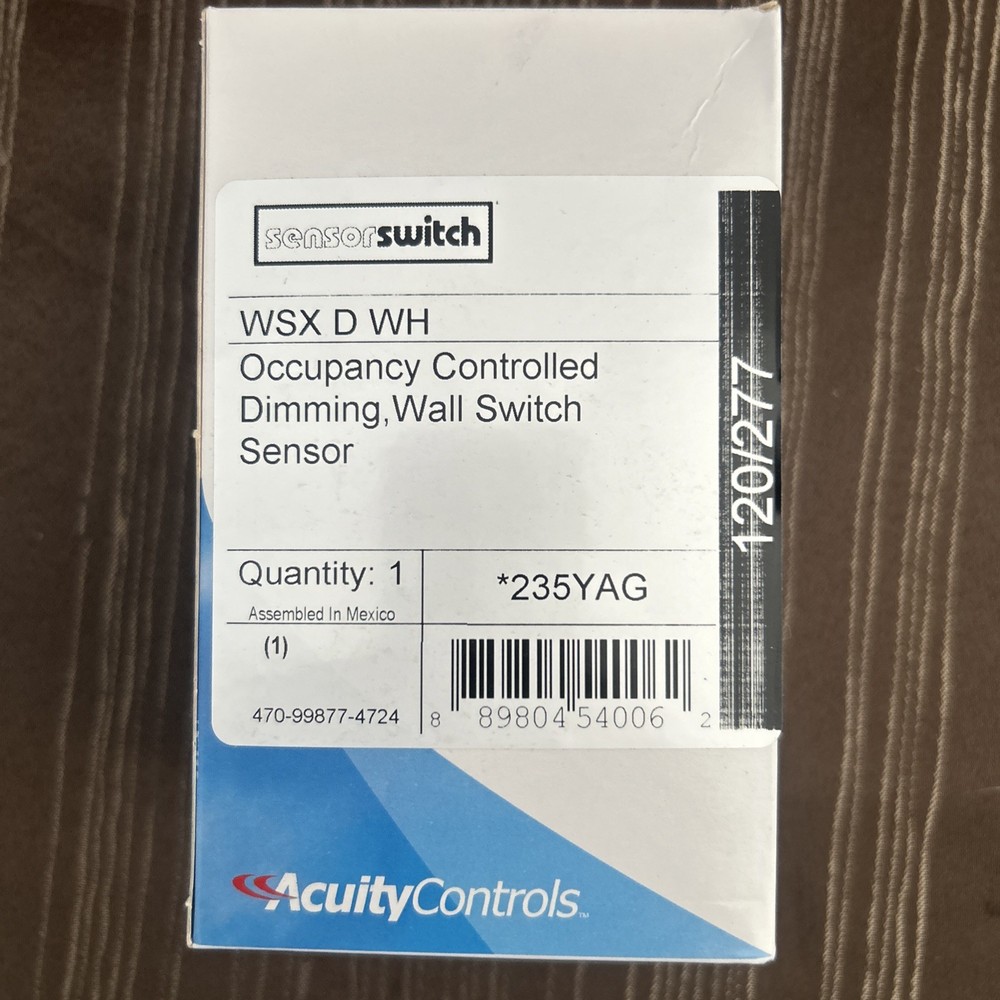 sensorswitch
WSX D WH
Occupancy Controlled
Dimming,Wall Switch
Sensor
120/277
Quantity: 1
Assembled In Mexico
*235YAG
(1)
470-99877-4724
8 89804 54006 2
AcuityControls™